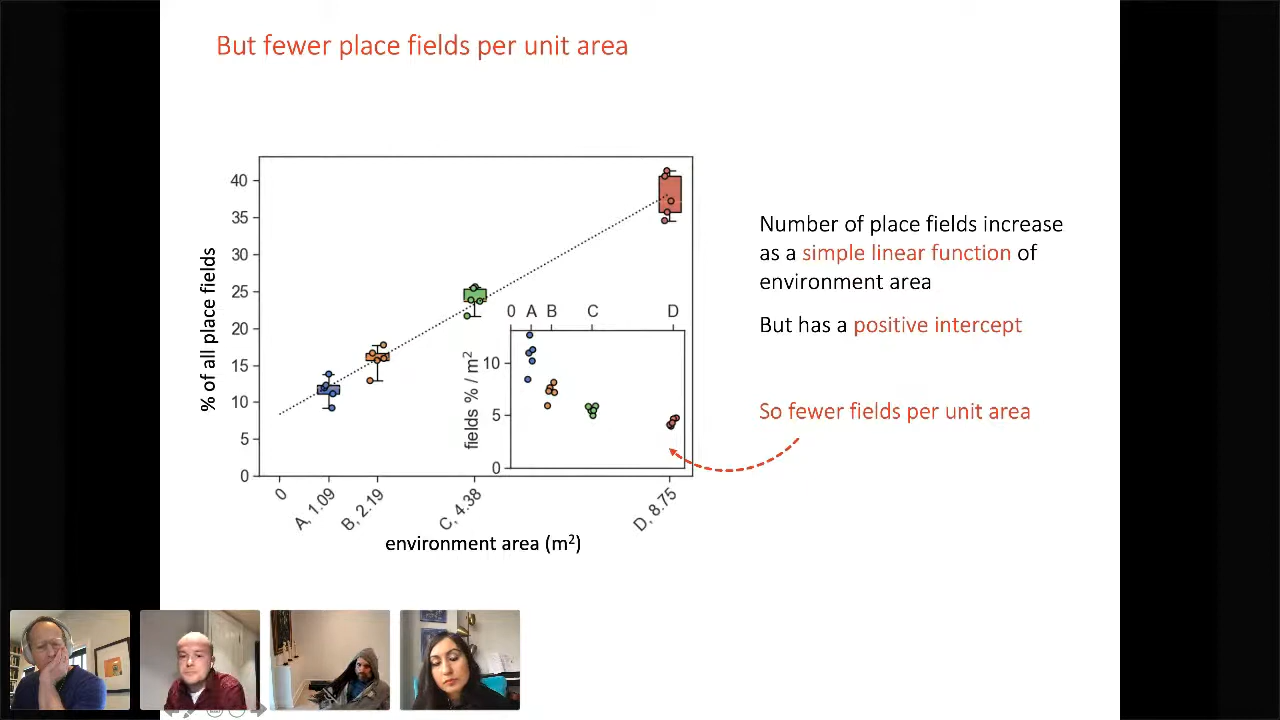 But fewer place fields per unit area
% of all place fields
40
35
30
25
20
15
10
5
0
0
A, 1.09
B, 2.19
C, 4.38
D, 8.75
environment area (m²)
0 A B C D
fields % / m²
10
5
0
Number of place fields increase
as a simple linear function of
environment area
But has a positive intercept
So fewer fields per unit area